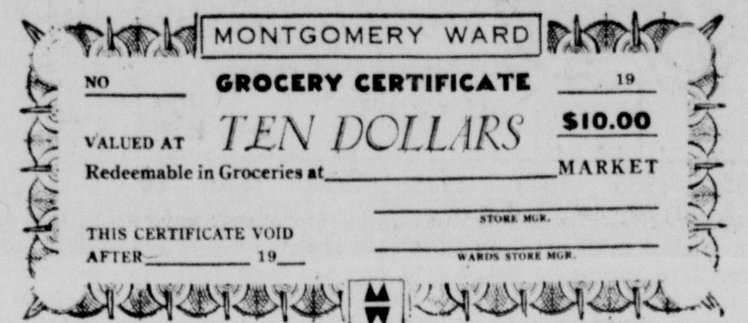 MONTGOMERY WARD
NO GROCERY CERTIFICATE 19
VALUED AT TEN DOLLARS $10.00
Redeemable in Groceries at MARKET
STORE MGR.
THIS CERTIFICATE VOID
AFTER 19
WARDS STORE MGR.
MW